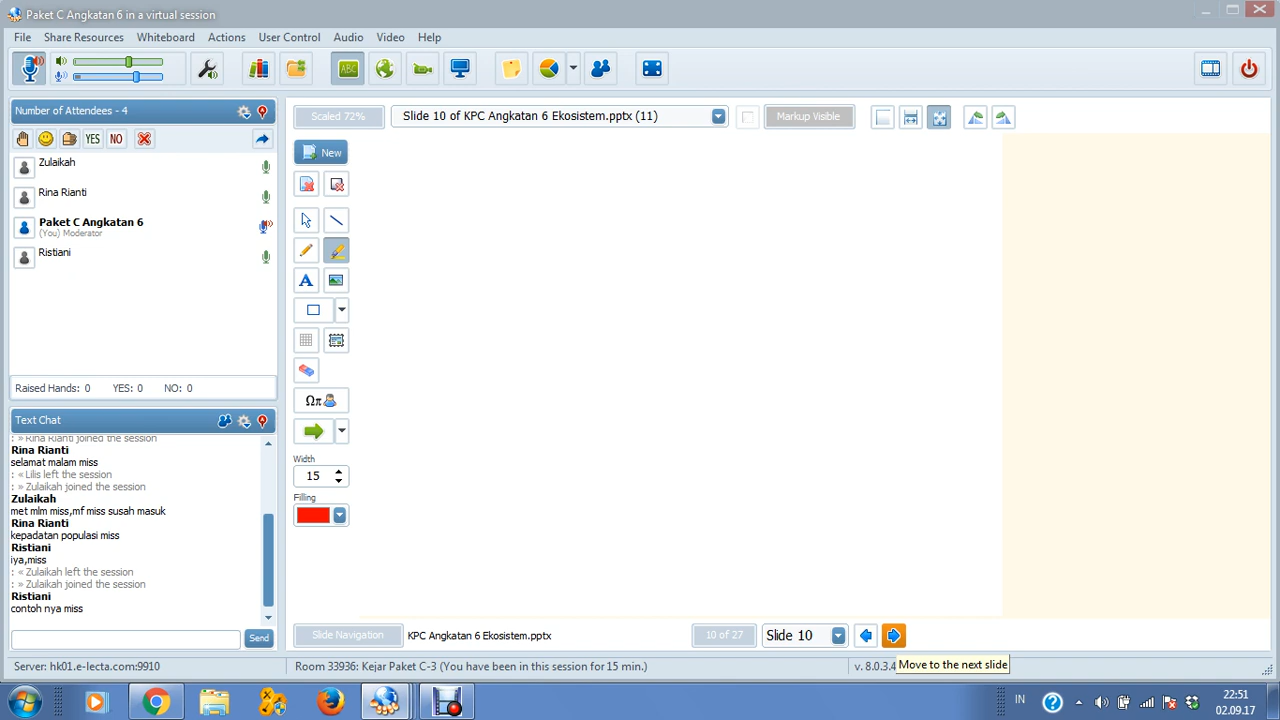 Paket C Angkatan 6 in a virtual session
File Share Resources Whiteboard Actions User Control Audio Video Help
ABC
Number of Attendees - 4
YES NO
Zulaikah
Rina Rianti
Paket C Angkatan 6
(You) Moderator
Ristiani
Raised Hands: 0 YES: 0 NO: 0
Text Chat
: » Rina Rianti joined the session
Rina Rianti
selamat malam miss
: « Lilis left the session
: » Zulaikah joined the session
Zulaikah
met mlm miss,mf miss susah masuk
Rina Rianti
kepadatan populasi miss
Ristiani
iya,miss
: « Zulaikah left the session
: » Zulaikah joined the session
Ristiani
contoh nya miss
Send
Scaled 72% Slide 10 of KPC Angkatan 6 Ekosistem.pptx (11) Markup Visible
New
A
Ωπ
Width
15
Filling
Slide Navigation KPC Angkatan 6 Ekosistem.pptx 10 of 27 Slide 10
Server: hk01.e-lecta.com:9910 Room 33936: Kejar Paket C-3 (You have been in this session for 15 min.) v. 8.0.3.4
Move to the next slide
IN 22:51
02.09.17